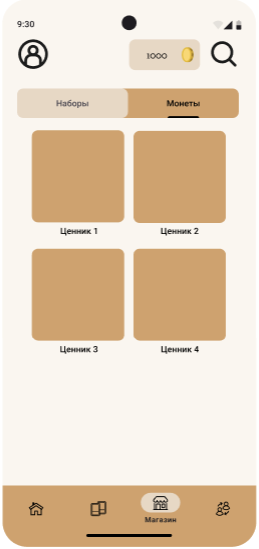 9:30
1000
Наборы
Монеты
Ценник 1
Ценник 2
Ценник 3
Ценник 4
Магазин